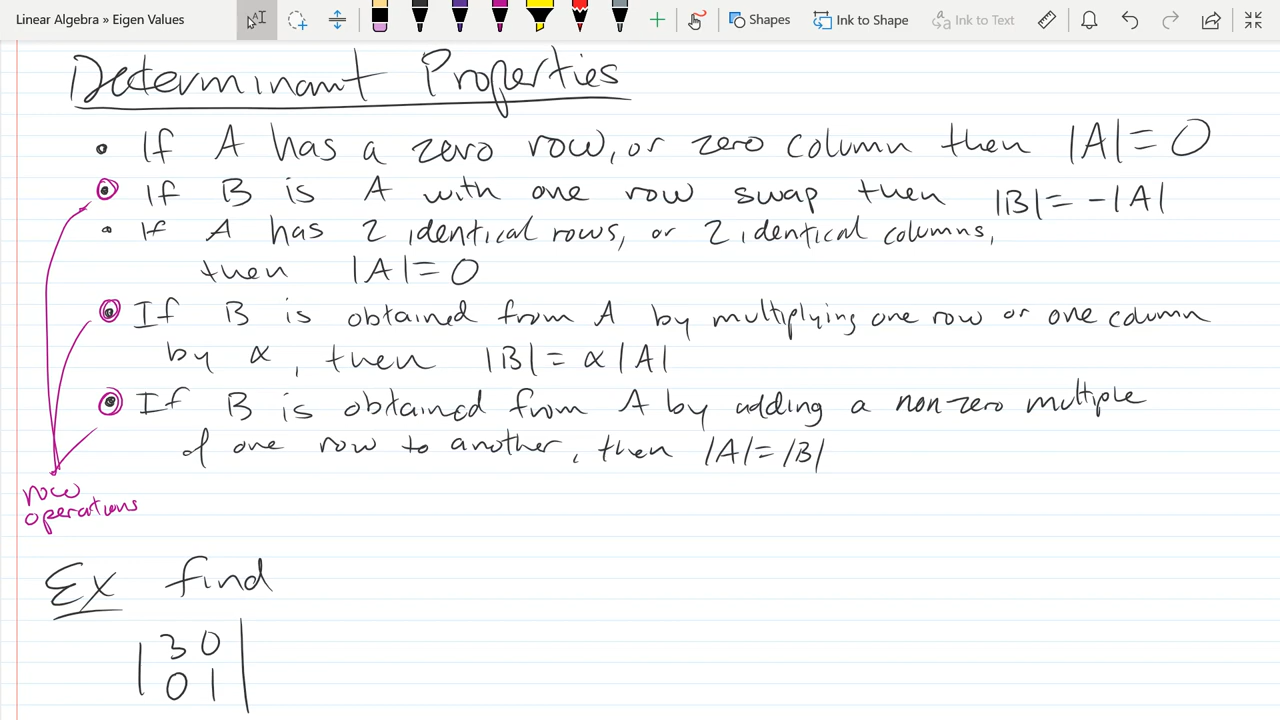 Linear Algebra » Eigen Values
Shapes
Ink to Shape
Ink to Text
Determinant Properties
• If A has a zero row, or zero column then |A| = 0
• If B is A with one row swap then |B| = -|A|
• If A has 2 identical rows, or 2 identical columns,
then |A| = 0
• If B is obtained from A by multiplying one row or one column
by α, then |B| = α|A|
• If B is obtained from A by adding a nonzero multiple
of one row to another, then |A| = |B|
row
operations
Ex find
| 3 0 |
| 0 1 |